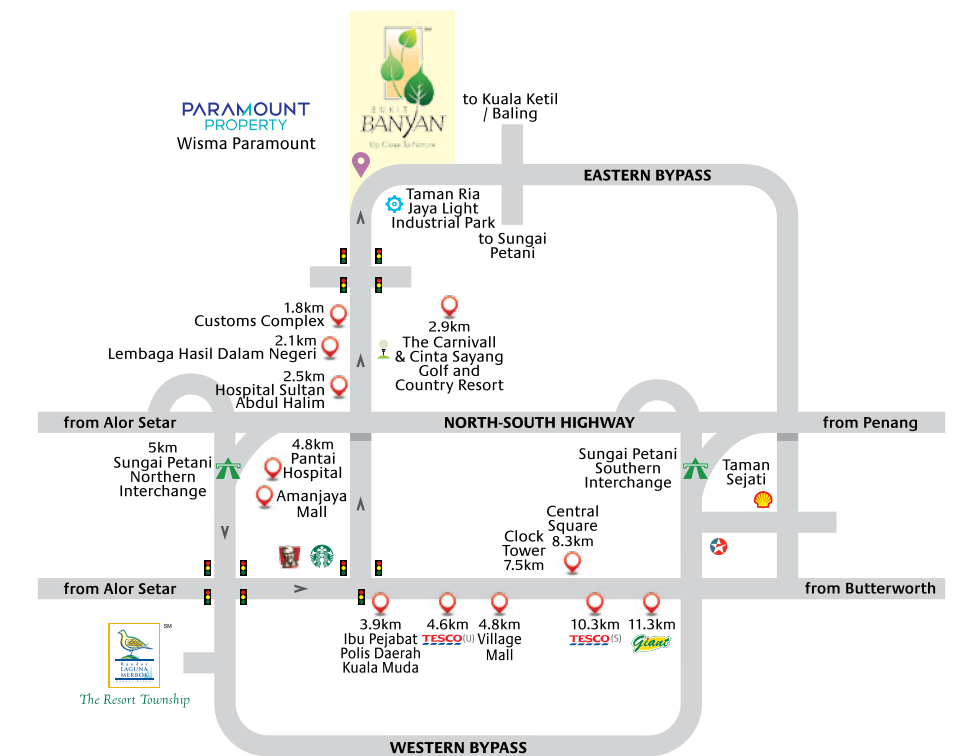 SM
BUKIT
BANYAN
Up Close To Nature
PARAMOUNT
PROPERTY
Wisma Paramount
to Kuala Ketil
/ Baling
EASTERN BYPASS
Taman Ria
Jaya Light
Industrial Park
to Sungai
Petani
1.8km
Customs Complex
2.1km
Lembaga Hasil Dalam Negeri
2.5km
Hospital Sultan
Abdul Halim
2.9km
The Carnivall
& Cinta Sayang
Golf and
Country Resort
from Alor Setar
NORTH-SOUTH HIGHWAY
from Penang
5km
Sungai Petani
Northern
Interchange
4.8km
Pantai
Hospital
Amanjaya
Mall
Sungai Petani
Southern
Interchange
Taman
Sejati
Central
Square
8.3km
Clock
Tower
7.5km
KFC
from Alor Setar
from Butterworth
3.9km
Ibu Pejabat
Polis Daerah
Kuala Muda
4.6km
TESCO (U)
4.8km
Village
Mall
10.3km
TESCO (S)
11.3km
Giant
SM
Bandar
LAGUNA
MERBOK
The Resort Township
WESTERN BYPASS